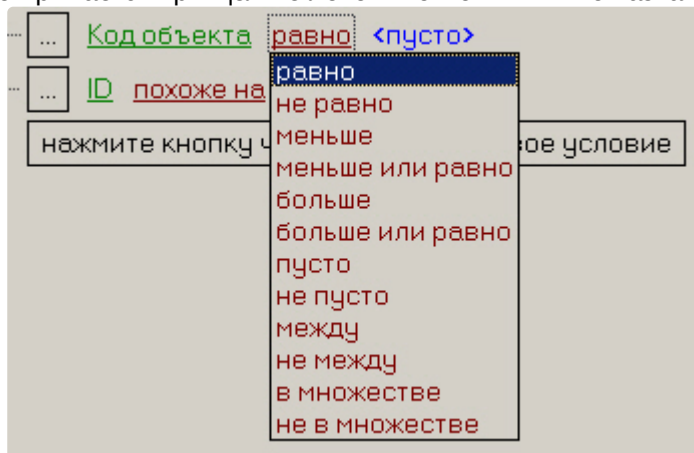 ... Код объекта равно <пусто>
... ID похоже на
нажмите кнопку
ое условие
равно
не равно
меньше
меньше или равно
больше
больше или равно
пусто
не пусто
между
не между
в множестве
не в множестве